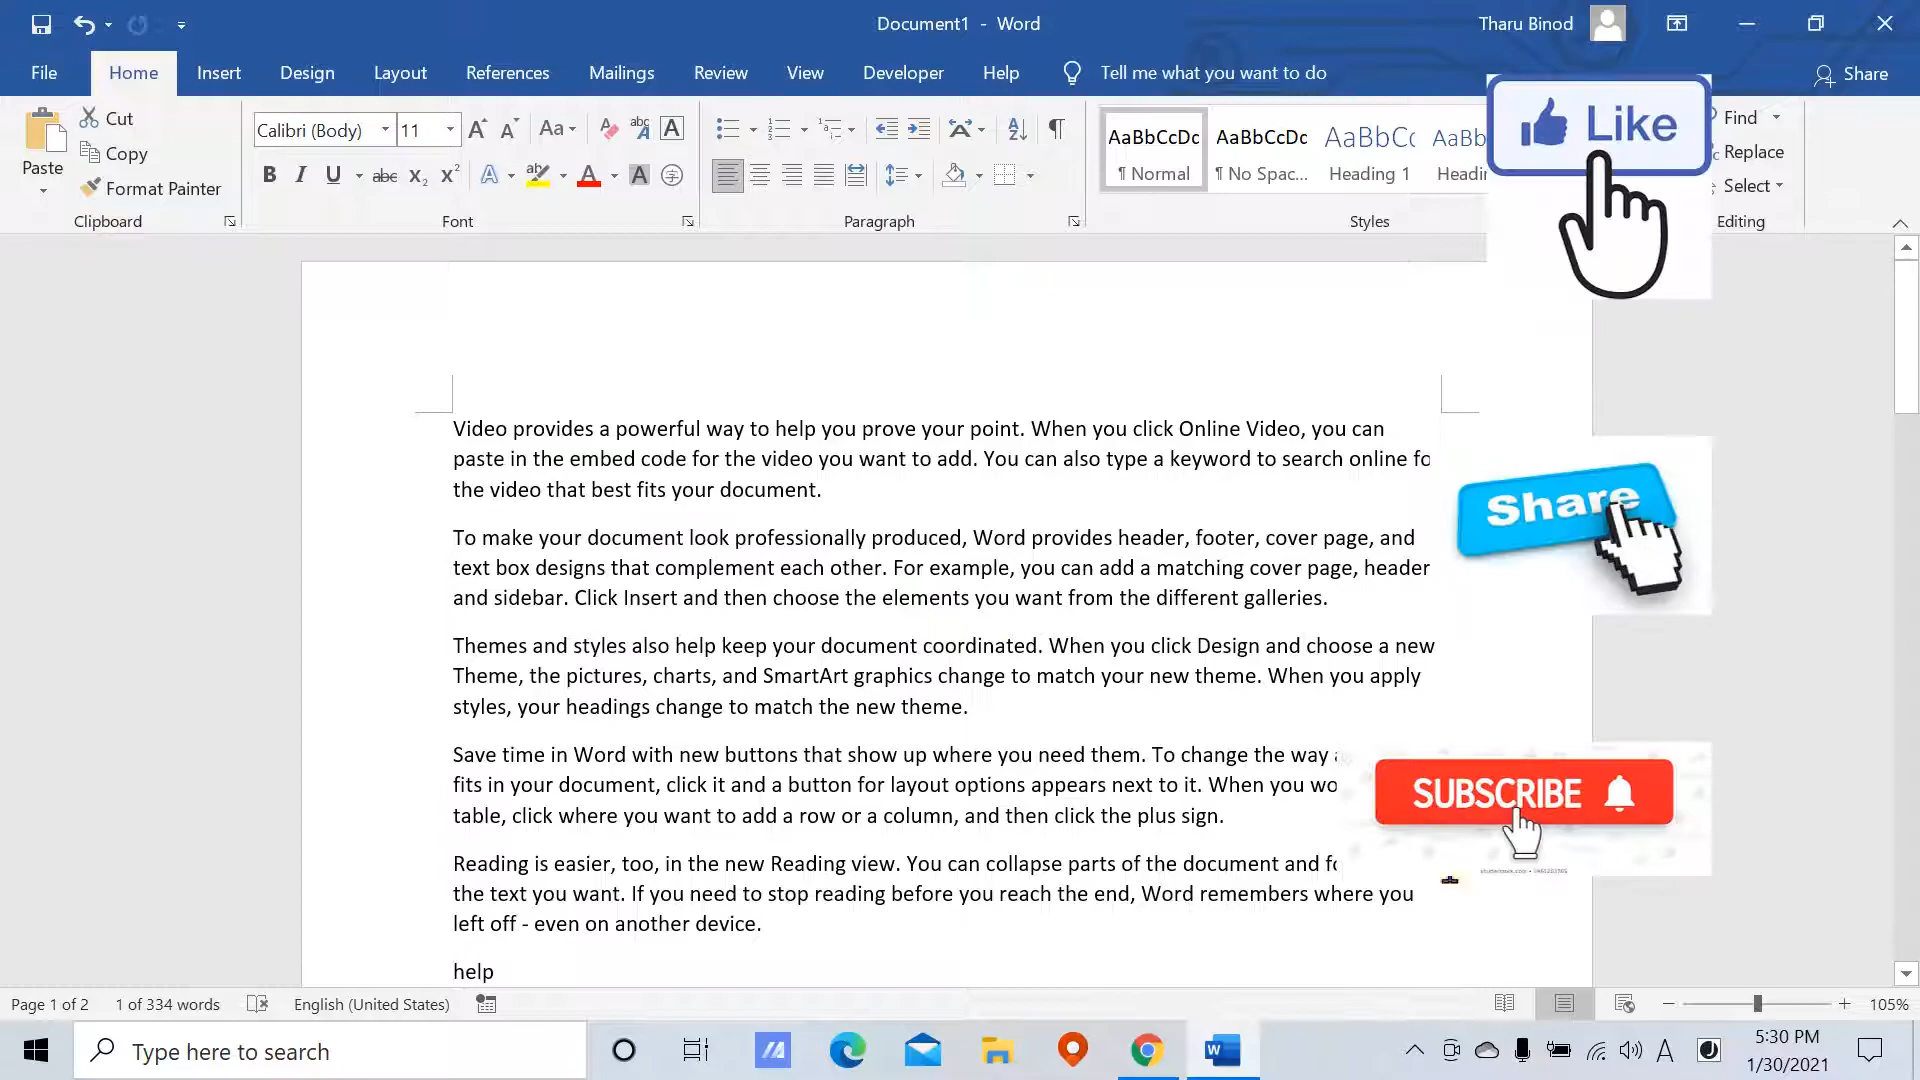 Document1 - Word
Tharu Binod
File Home Insert Design Layout References Mailings Review View Developer Help Tell me what you want to do Share
Paste
Cut
Copy
Format Painter
Clipboard
Calibri (Body) 11
Font
Paragraph
AaBbCcDc AaBbCcDc AaBbCc AaBbC
¶ Normal ¶ No Spac... Heading 1 Headi
Styles
Find
Replace
Select
Editing
Like
Share
SUBSCRIBE
Video provides a powerful way to help you prove your point. When you click Online Video, you can
paste in the embed code for the video you want to add. You can also type a keyword to search online fo
the video that best fits your document.
To make your document look professionally produced, Word provides header, footer, cover page, and
text box designs that complement each other. For example, you can add a matching cover page, header
and sidebar. Click Insert and then choose the elements you want from the different galleries.
Themes and styles also help keep your document coordinated. When you click Design and choose a new
Theme, the pictures, charts, and SmartArt graphics change to match your new theme. When you apply
styles, your headings change to match the new theme.
Save time in Word with new buttons that show up where you need them. To change the way
fits in your document, click it and a button for layout options appears next to it. When you wo
table, click where you want to add a row or a column, and then click the plus sign.
Reading is easier, too, in the new Reading view. You can collapse parts of the document and fo
the text you want. If you need to stop reading before you reach the end, Word remembers where you
left off - even on another device.
help
Page 1 of 2 1 of 334 words English (United States) 105%
Type here to search
5:30 PM
1/30/2021